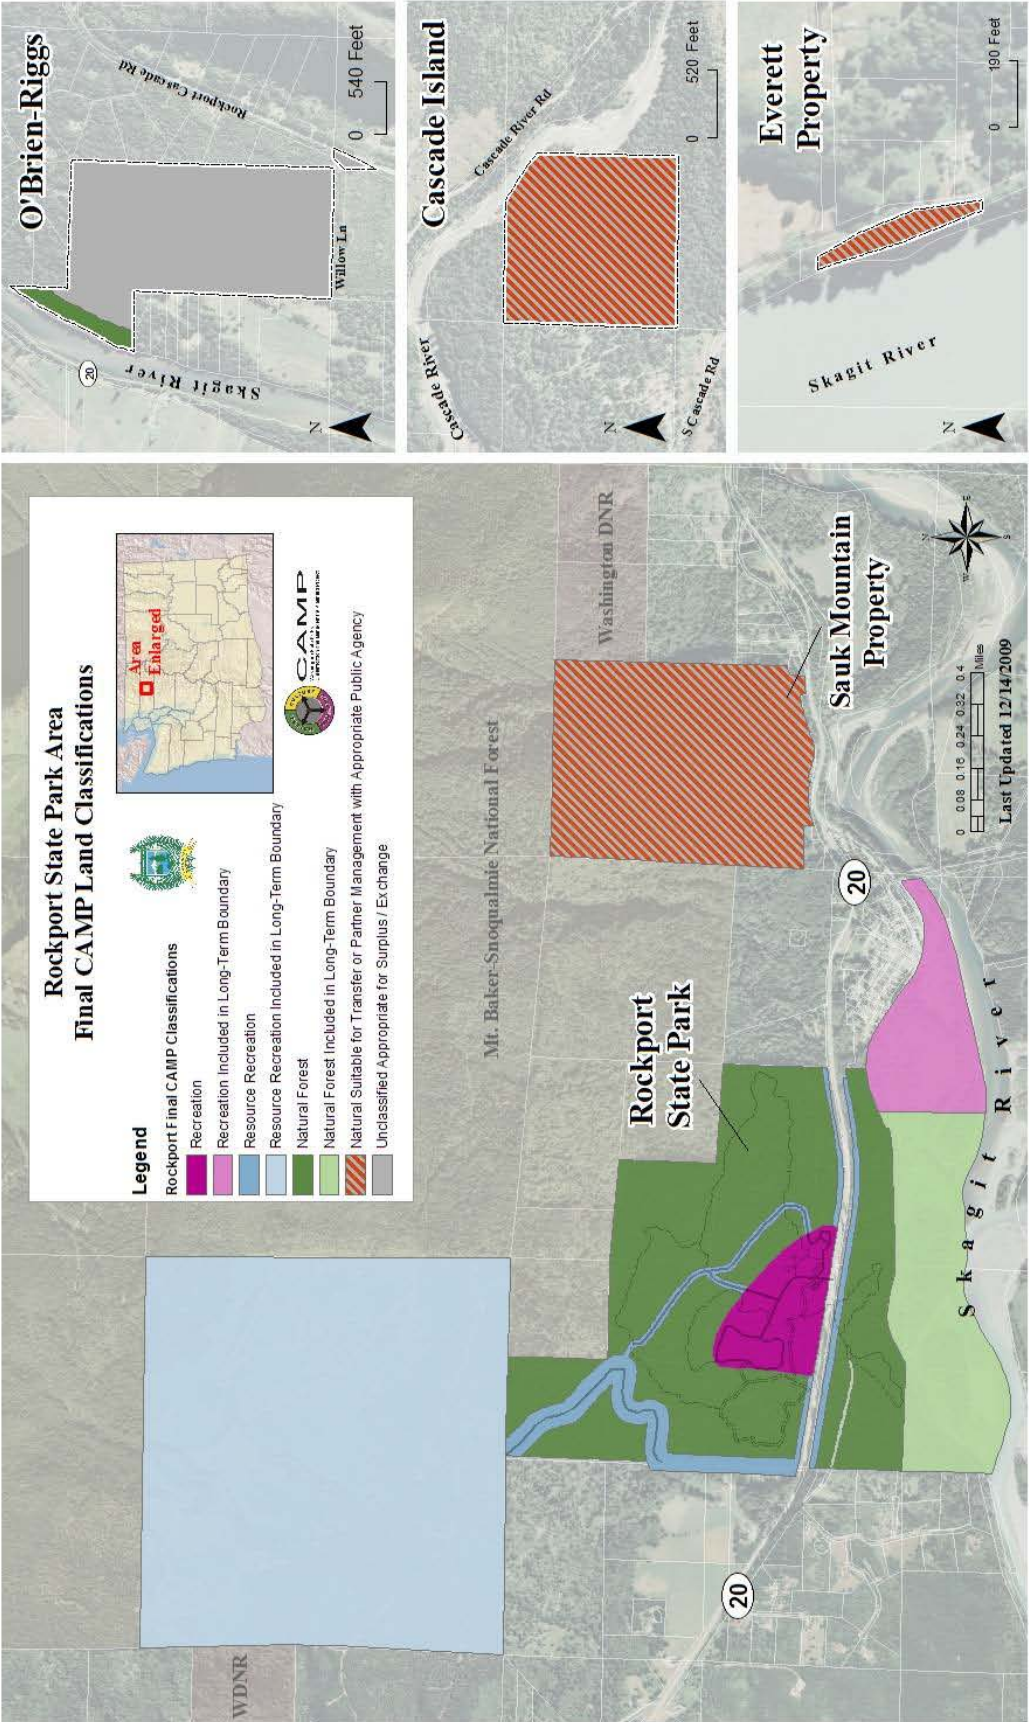 Rockport State Park Area
Final CAMP Land Classifications
Legend
Rockport Final CAMP Classifications
Recreation
Recreation Included in Long-Term Boundary
Resource Recreation
Resource Recreation Included in Long-Term Boundary
Natural Forest
Natural Forest Included in Long-Term Boundary
Natural Suitable for Transfer or Partner Management with Appropriate Public Agency
Unclassified Appropriate for Surplus / Exchange
Area
Enlarged
CAMP
WDNR
Mt. Baker-Snoqualmie National Forest
Washington DNR
Rockport
State Park
Sauk Mountain
Property
20
20
Skagit River
N
W
E
S
0 0.08 0.16 0.24 0.32 0.4
Miles
Last Updated 12/14/2009
O'Brien-Riggs
20
Skagit River
Rockport Cascade Rd
Willow Ln
N
0 540 Feet
Cascade Island
Cascade River
Cascade River Rd
S Cascade Rd
N
0 520 Feet
Everett
Property
Skagit River
N
0 190 Feet